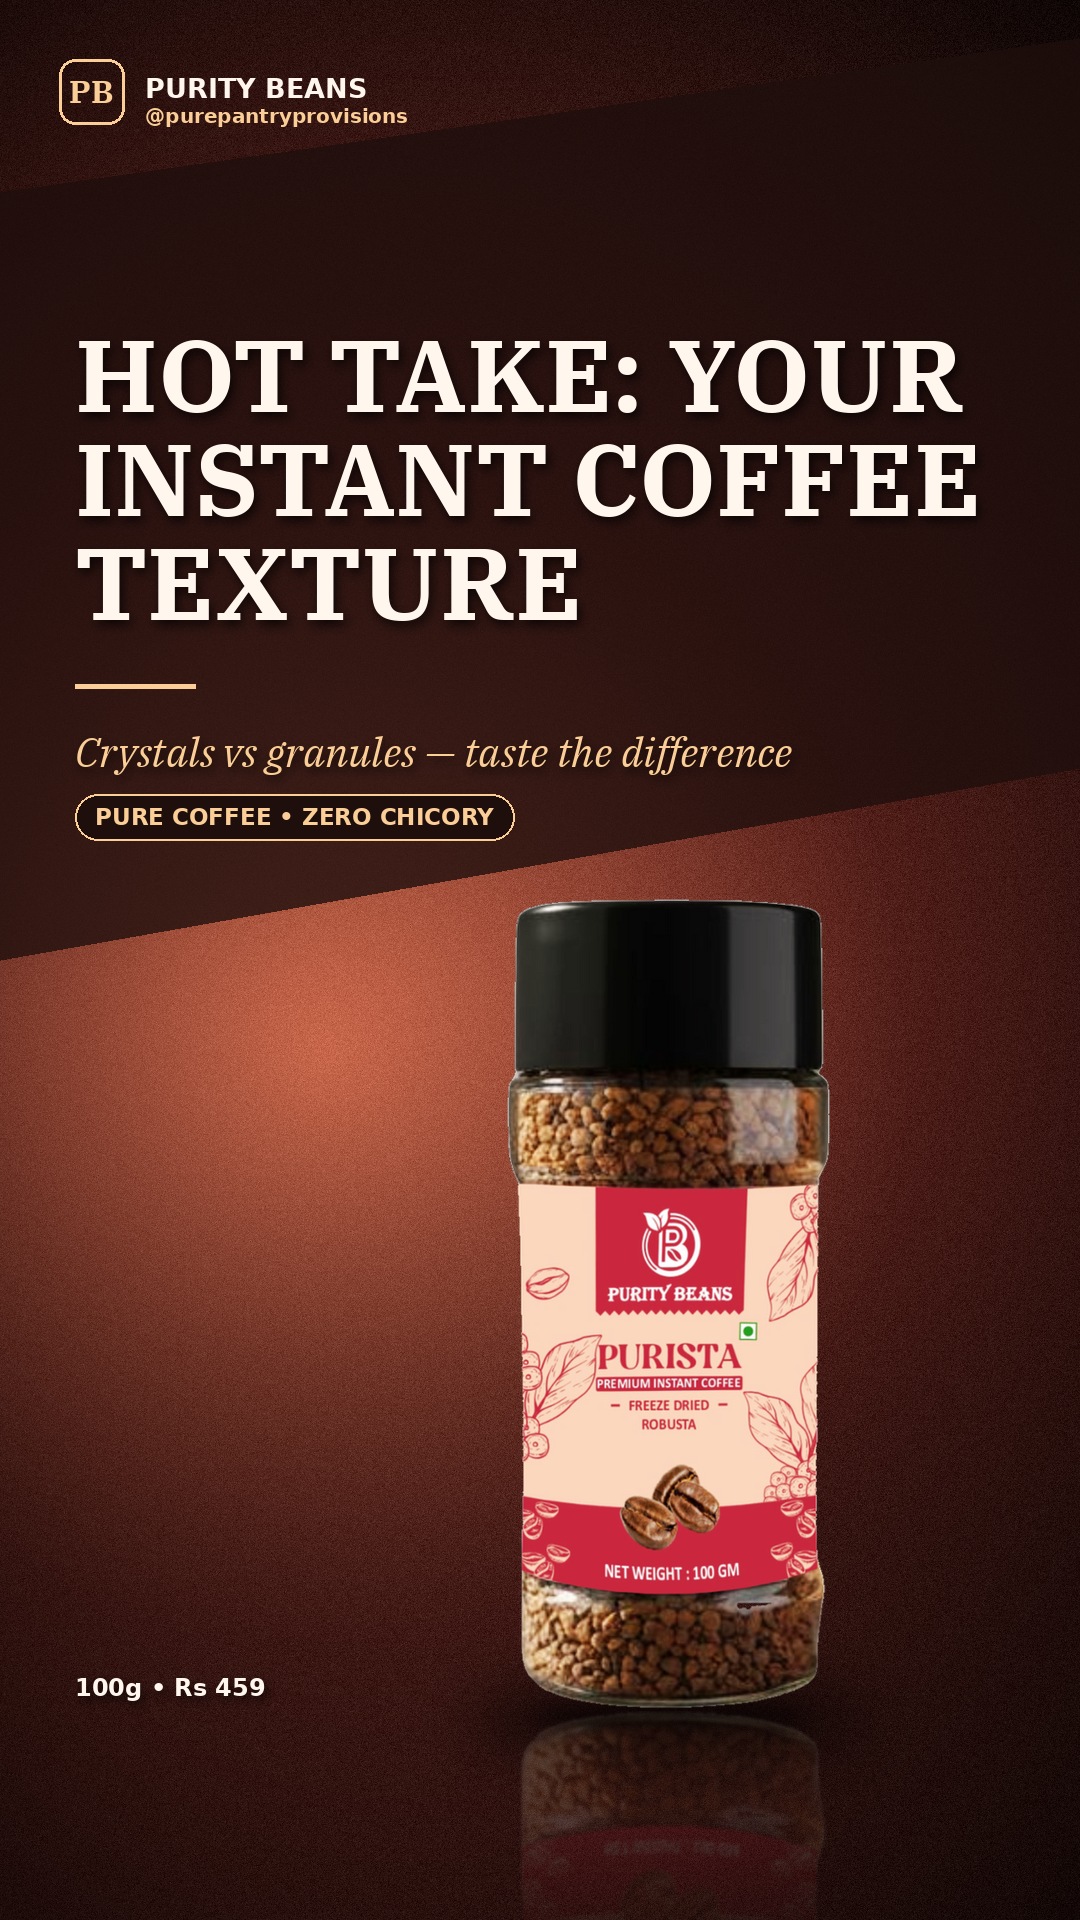 PB
PURITY BEANS
@purepantryprovisions
HOT TAKE: YOUR
INSTANT COFFEE
TEXTURE
Crystals vs granules — taste the difference
PURE COFFEE • ZERO CHICORY
PURITY BEANS
PURISTA
PREMIUM INSTANT COFFEE
– FREEZE DRIED –
ROBUSTA
NET WEIGHT : 100 GM
100g • Rs 459